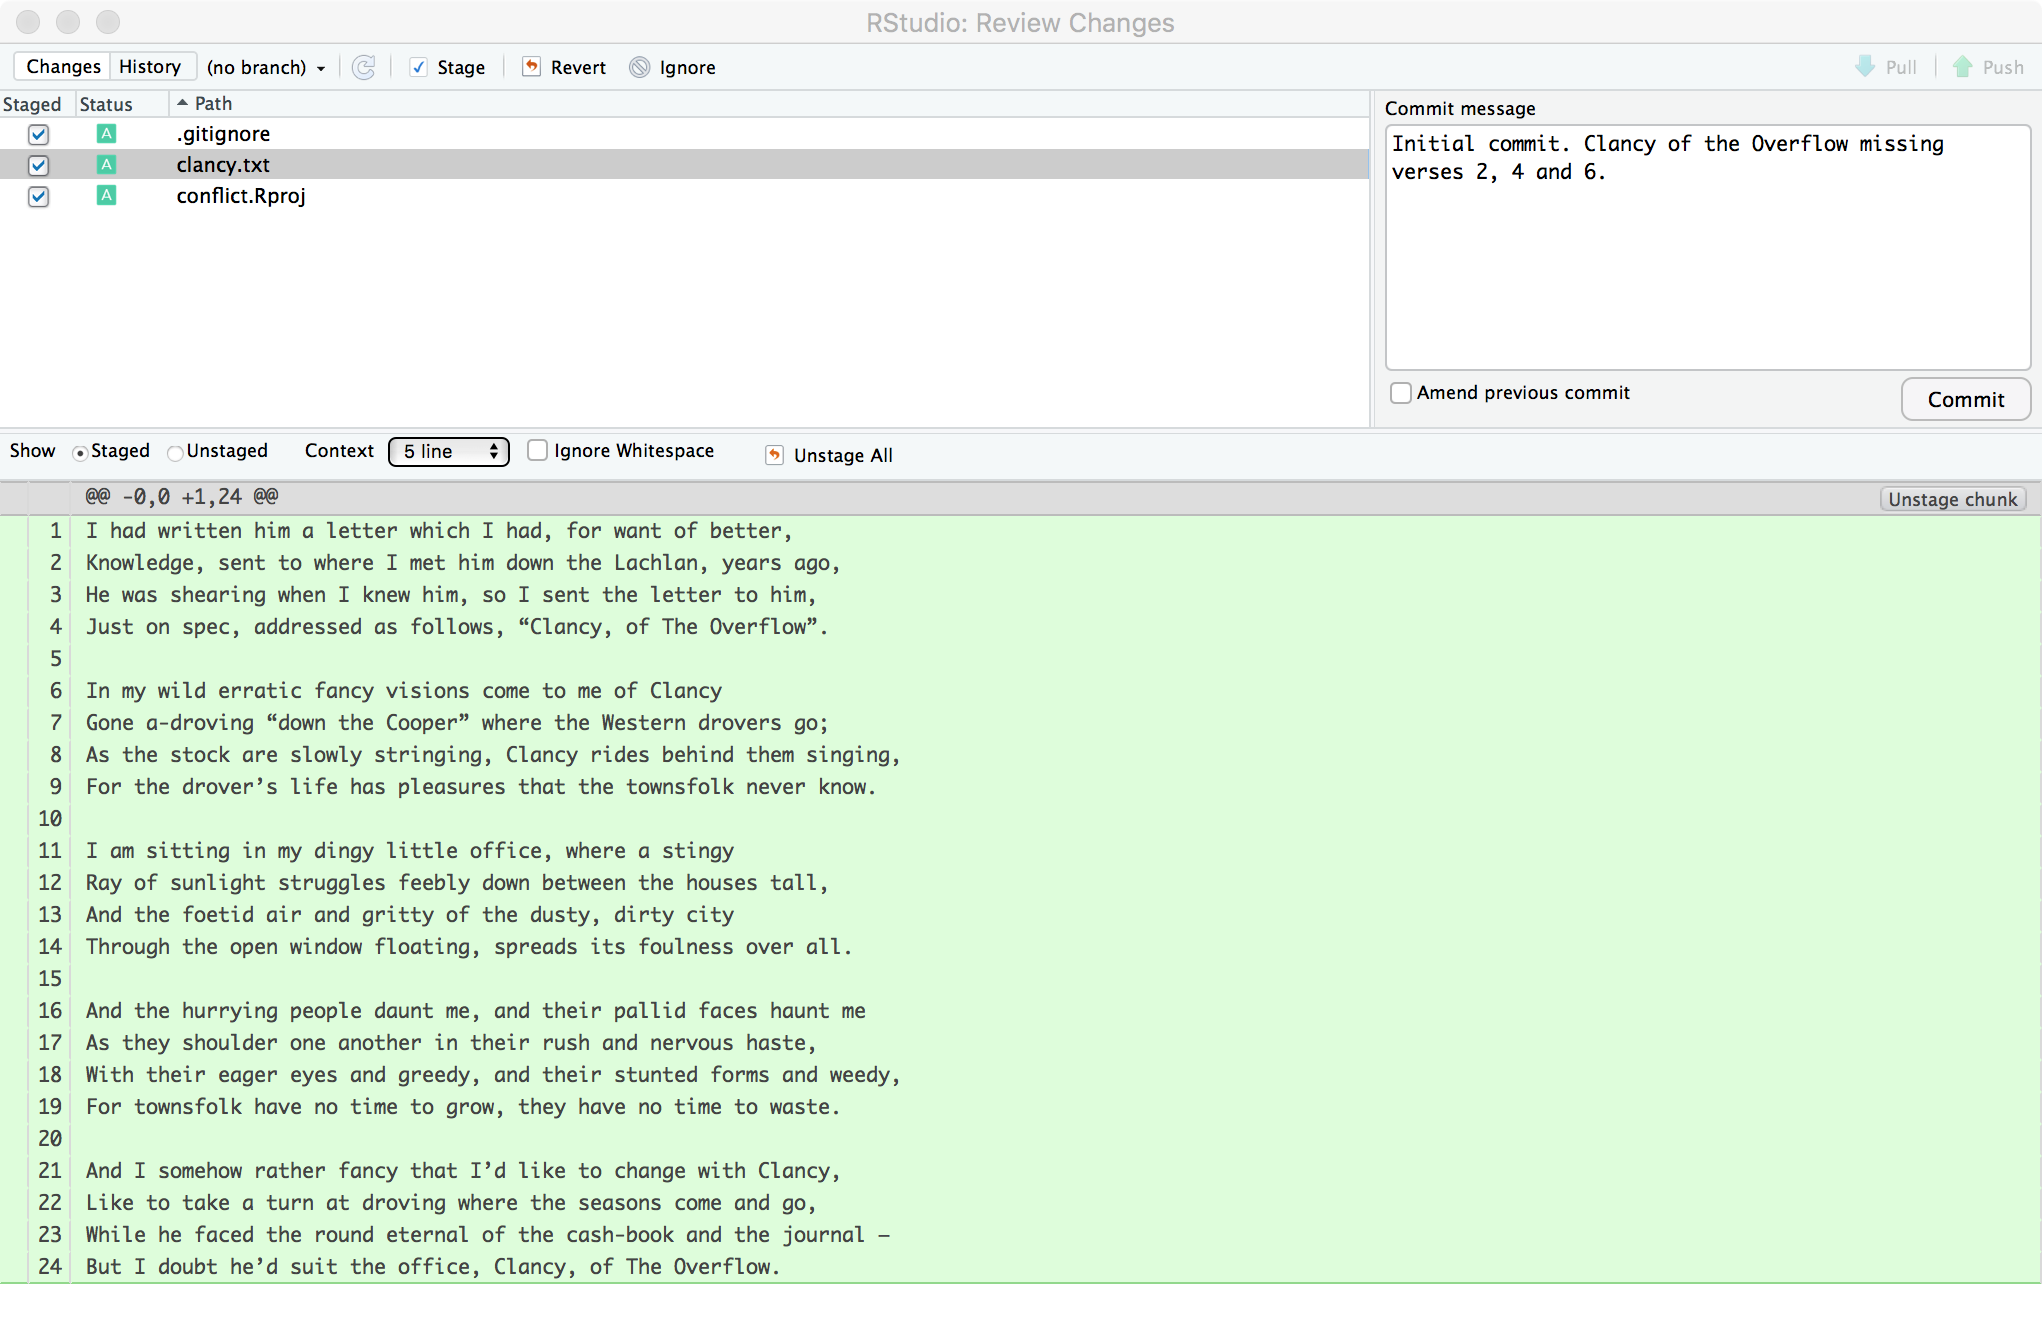 RStudio: Review Changes
Changes History (no branch) Stage Revert Ignore Pull Push
Staged Status Path
A .gitignore
A clancy.txt
A conflict.Rproj
Commit message
Initial commit. Clancy of the Overflow missing
verses 2, 4 and 6.
Amend previous commit Commit
Show Staged Unstaged Context 5 line Ignore Whitespace Unstage All
@@ -0,0 +1,24 @@ Unstage chunk
1 I had written him a letter which I had, for want of better,
2 Knowledge, sent to where I met him down the Lachlan, years ago,
3 He was shearing when I knew him, so I sent the letter to him,
4 Just on spec, addressed as follows, “Clancy, of The Overflow”.
5
6 In my wild erratic fancy visions come to me of Clancy
7 Gone a-droving “down the Cooper” where the Western drovers go;
8 As the stock are slowly stringing, Clancy rides behind them singing,
9 For the drover’s life has pleasures that the townsfolk never know.
10
11 I am sitting in my dingy little office, where a stingy
12 Ray of sunlight struggles feebly down between the houses tall,
13 And the foetid air and gritty of the dusty, dirty city
14 Through the open window floating, spreads its foulness over all.
15
16 And the hurrying people daunt me, and their pallid faces haunt me
17 As they shoulder one another in their rush and nervous haste,
18 With their eager eyes and greedy, and their stunted forms and weedy,
19 For townsfolk have no time to grow, they have no time to waste.
20
21 And I somehow rather fancy that I’d like to change with Clancy,
22 Like to take a turn at droving where the seasons come and go,
23 While he faced the round eternal of the cash-book and the journal –
24 But I doubt he’d suit the office, Clancy, of The Overflow.